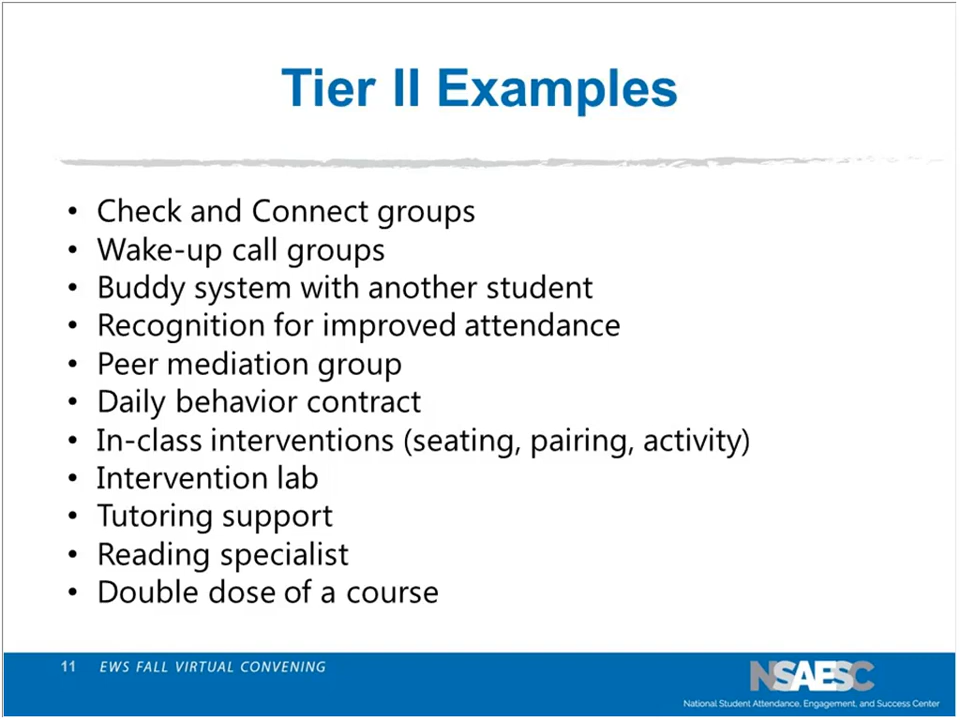 Tier II Examples
• Check and Connect groups
• Wake-up call groups
• Buddy system with another student
• Recognition for improved attendance
• Peer mediation group
• Daily behavior contract
• In-class interventions (seating, pairing, activity)
• Intervention lab
• Tutoring support
• Reading specialist
• Double dose of a course
11 EWS FALL VIRTUAL CONVENING
NSAESC
National Student Attendance, Engagement, and Success Center